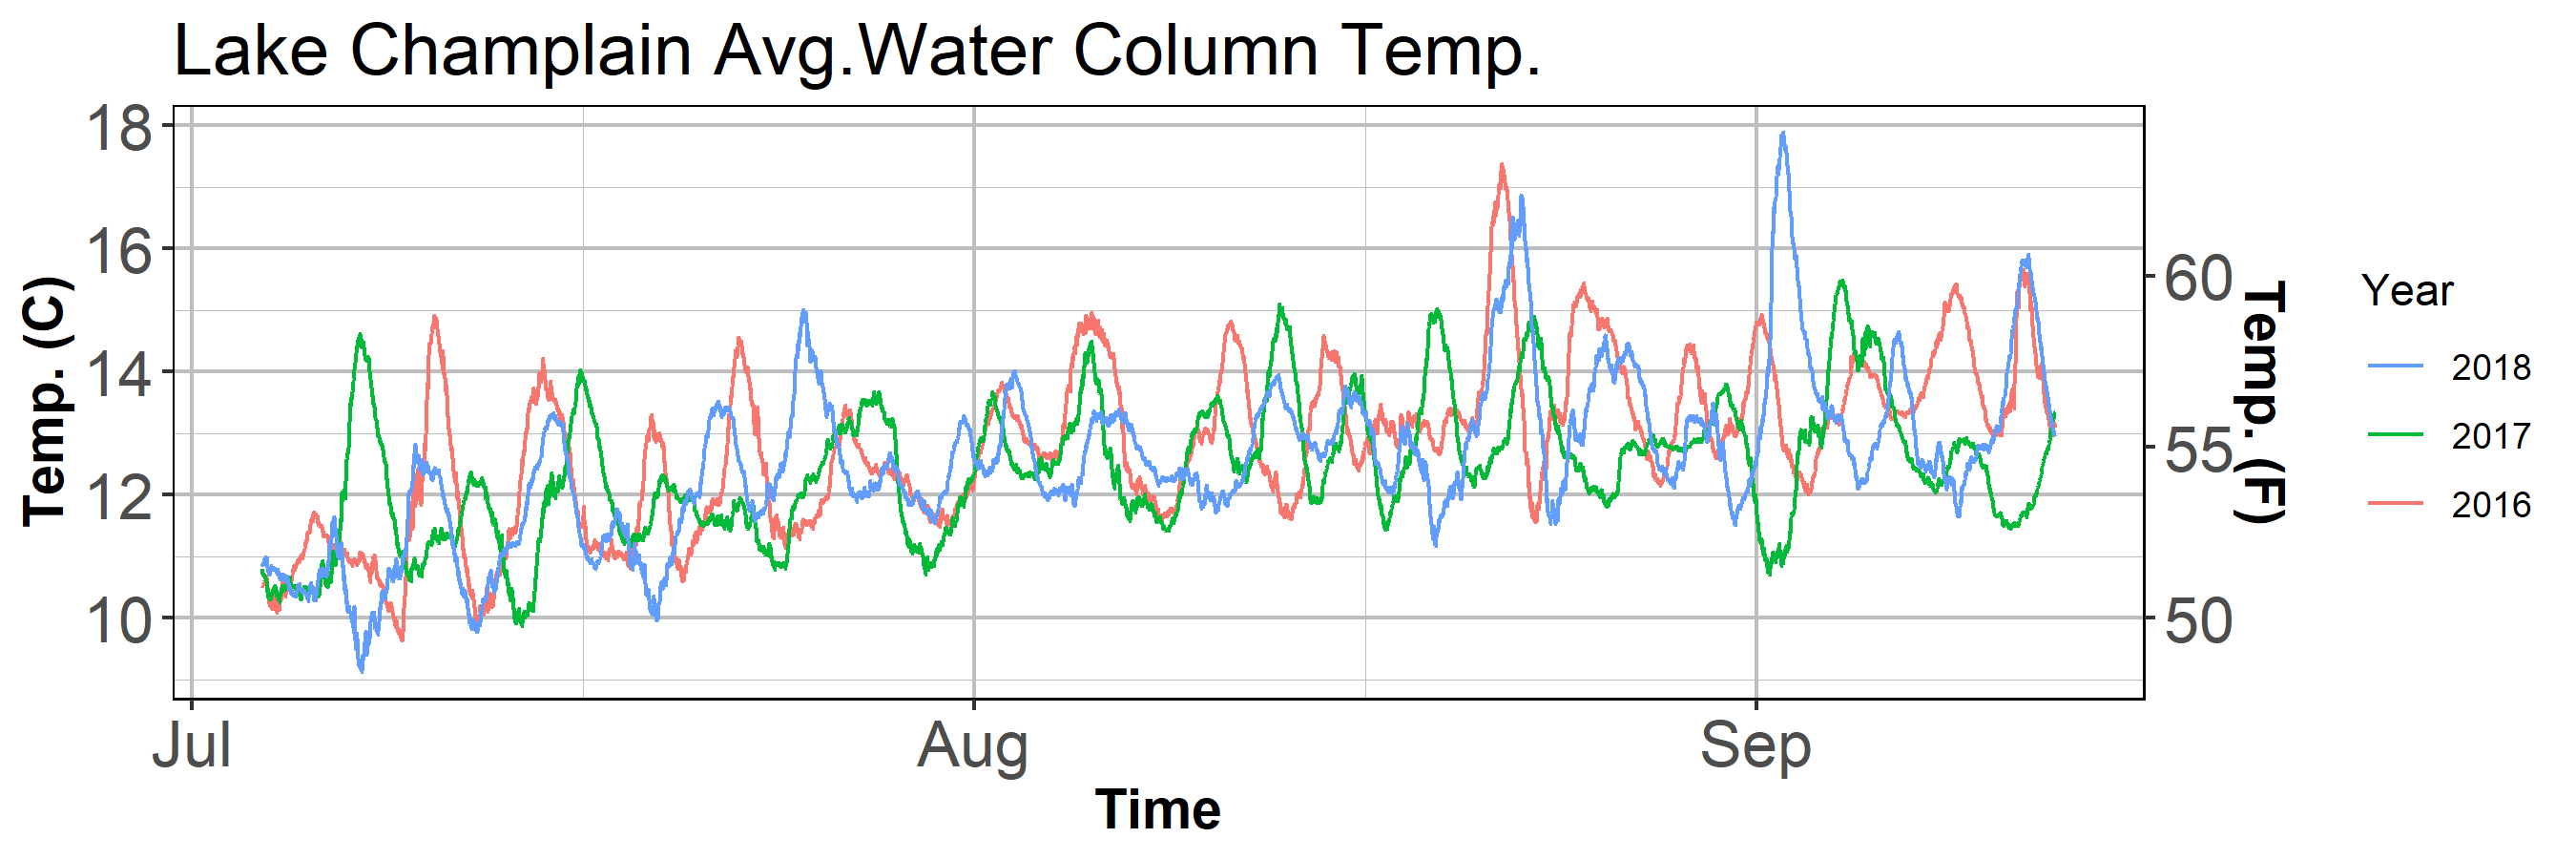 Lake Champlain Avg.Water Column Temp.
18
16
14
12
10
Temp. (C)
60
55
50
Temp. (F)
Jul
Aug
Sep
Time
Year
2018
2017
2016